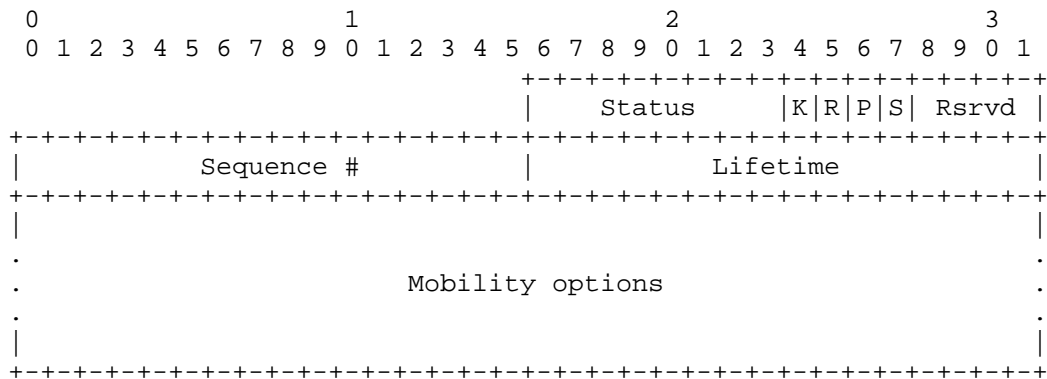 0                   1                   2                   3
 0 1 2 3 4 5 6 7 8 9 0 1 2 3 4 5 6 7 8 9 0 1 2 3 4 5 6 7 8 9 0 1
                                +-+-+-+-+-+-+-+-+-+-+-+-+-+-+-+-+
                                |    Status     |K|R|P|S| Rsrvd |
+-+-+-+-+-+-+-+-+-+-+-+-+-+-+-+-+-+-+-+-+-+-+-+-+-+-+-+-+-+-+-+-+
|           Sequence #          |           Lifetime            |
+-+-+-+-+-+-+-+-+-+-+-+-+-+-+-+-+-+-+-+-+-+-+-+-+-+-+-+-+-+-+-+-+
|                                                               |
.                                                               .
.                        Mobility options                       .
.                                                               .
|                                                               |
+-+-+-+-+-+-+-+-+-+-+-+-+-+-+-+-+-+-+-+-+-+-+-+-+-+-+-+-+-+-+-+-+